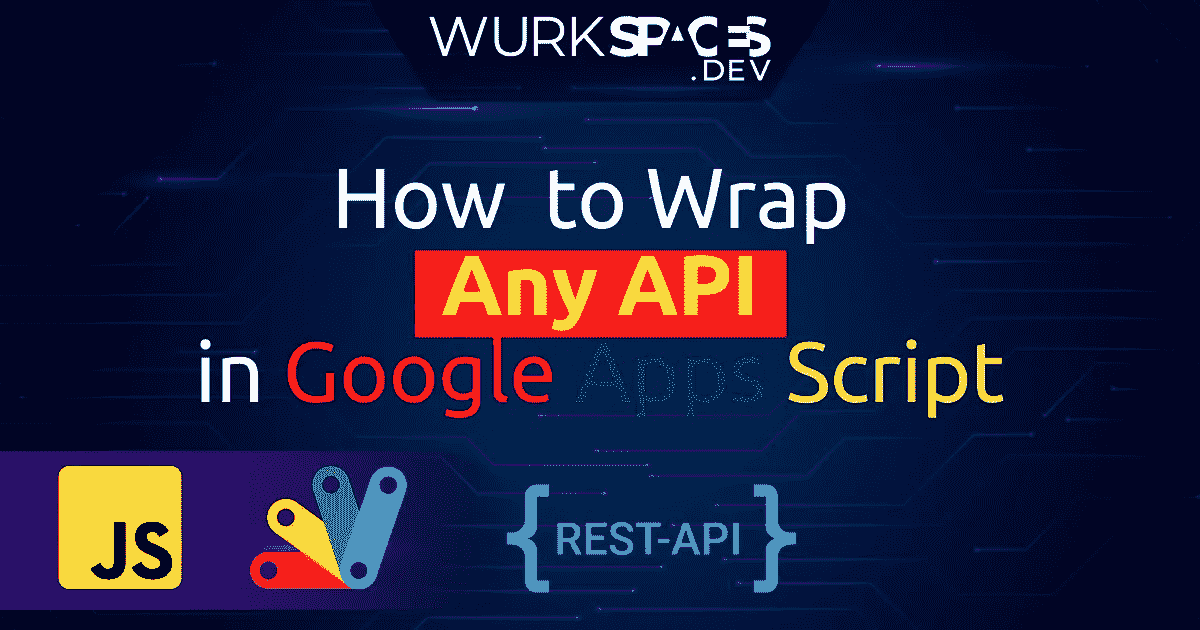 WURKSPACES
.DEV
How to Wrap
Any API
in Google Apps Script
JS
{REST-API}